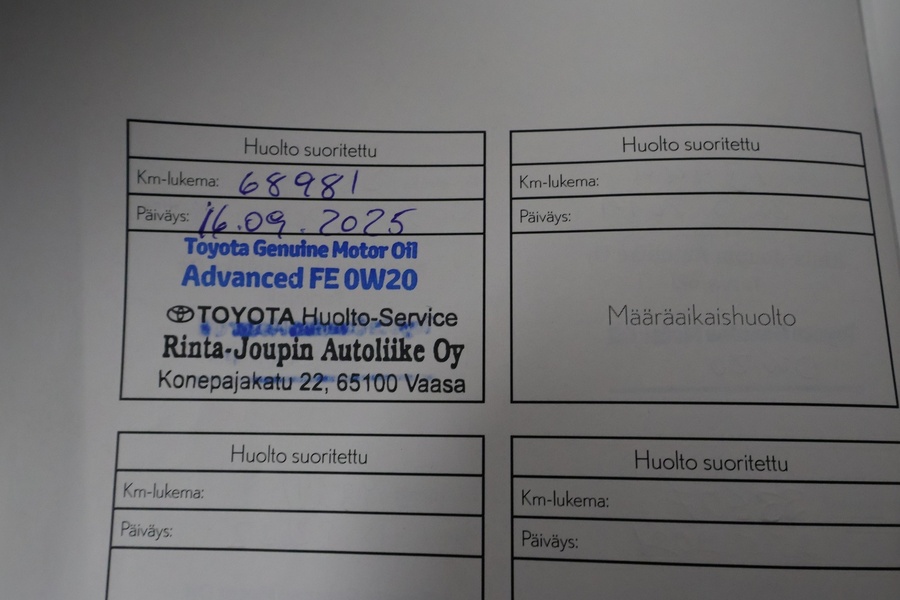 Huolto suoritettu
Km-lukema: 68981
Päiväys: 16.09.2025
Toyota Genuine Motor Oil
Advanced FE 0W20
TOYOTA Huolto-Service
Rinta-Joupin Autoliike Oy
Konepajakatu 22, 65100 Vaasa
Huolto suoritettu
Km-lukema:
Päiväys:
Määräaikaishuolto
Huolto suoritettu
Km-lukema:
Päiväys:
Huolto suoritettu
Km-lukema:
Päiväys: